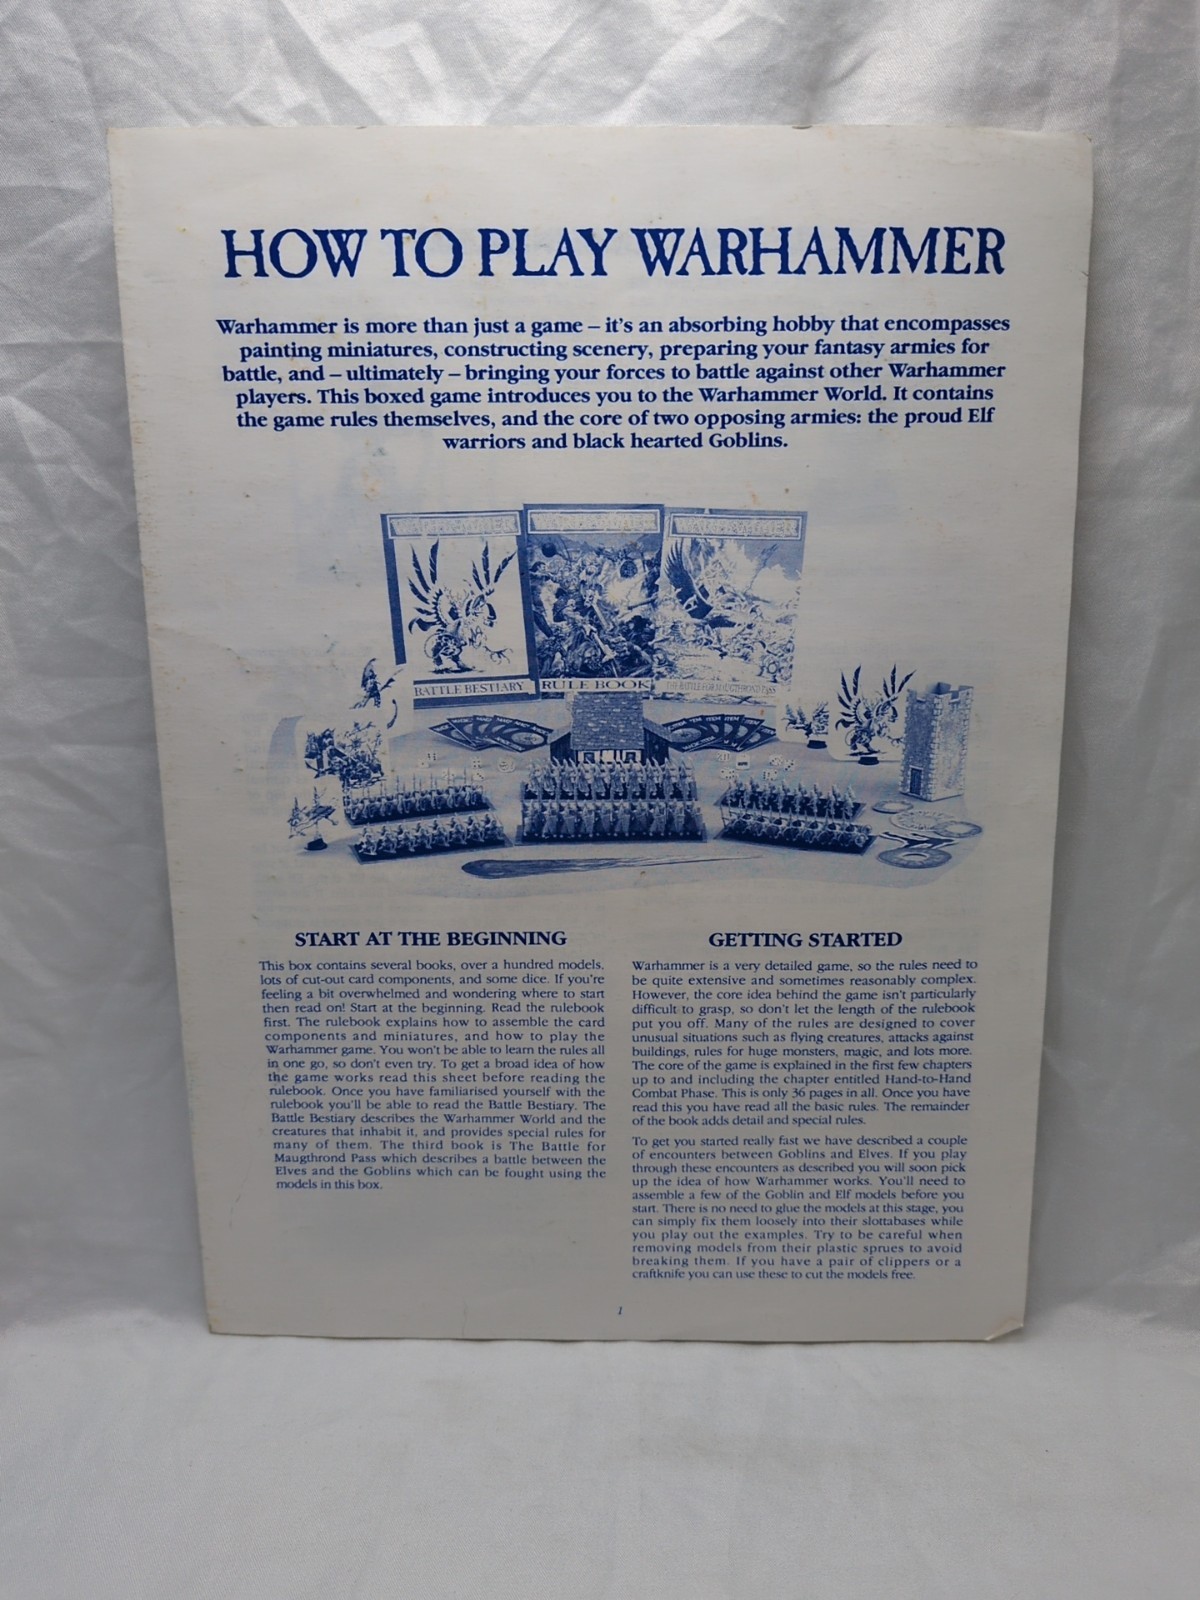 HOW TO PLAY WARHAMMER
Warhammer is more than just a game – it's an absorbing hobby that encompasses
painting miniatures, constructing scenery, preparing your fantasy armies for
battle, and – ultimately – bringing your forces to battle against other Warhammer
players. This boxed game introduces you to the Warhammer World. It contains
the game rules themselves, and the core of two opposing armies: the proud Elf
warriors and black hearted Goblins.
WARHAMMER
WARHAMMER
WARHAMMER
BATTLE BESTIARY
RULE BOOK
THE BATTLE FOR MAUGTHROND PASS
START AT THE BEGINNING
This box contains several books, over a hundred models,
lots of cut-out card components, and some dice. If you're
feeling a bit overwhelmed and wondering where to start
then read on! Start at the beginning. Read the rulebook
first. The rulebook explains how to assemble the card
components and miniatures, and how to play the
Warhammer game. You won't be able to learn the rules all
in one go, so don't even try. To get a broad idea of how
the game works read this sheet before reading the
rulebook. Once you have familiarised yourself with the
rulebook you'll be able to read the Battle Bestiary. The
Battle Bestiary describes the Warhammer World and the
creatures that inhabit it, and provides special rules for
many of them. The third book is The Battle for
Maugthrond Pass which describes a battle between the
Elves and the Goblins which can be fought using the
models in this box.
GETTING STARTED
Warhammer is a very detailed game, so the rules need to
be quite extensive and sometimes reasonably complex.
However, the core idea behind the game isn't particularly
difficult to grasp, so don't let the length of the rulebook
put you off. Many of the rules are designed to cover
unusual situations such as flying creatures, attacks against
buildings, rules for huge monsters, magic, and lots more.
The core of the game is explained in the first few chapters
up to and including the chapter entitled Hand-to-Hand
Combat Phase. This is only 36 pages in all. Once you have
read this you have read all the basic rules. The remainder
of the book adds detail and special rules.
To get you started really fast we have described a couple
of encounters between Goblins and Elves. If you play
through these encounters as described you will soon pick
up the idea of how Warhammer works. You'll need to
assemble a few of the Goblin and Elf models before you
start. There is no need to glue the models at this stage, you
can simply fix them loosely into their slottabases while
you play out the examples. Try to be careful when
removing models from their plastic sprues to avoid
breaking them. If you have a pair of clippers or a
craftknife you can use these to cut the models free.
1